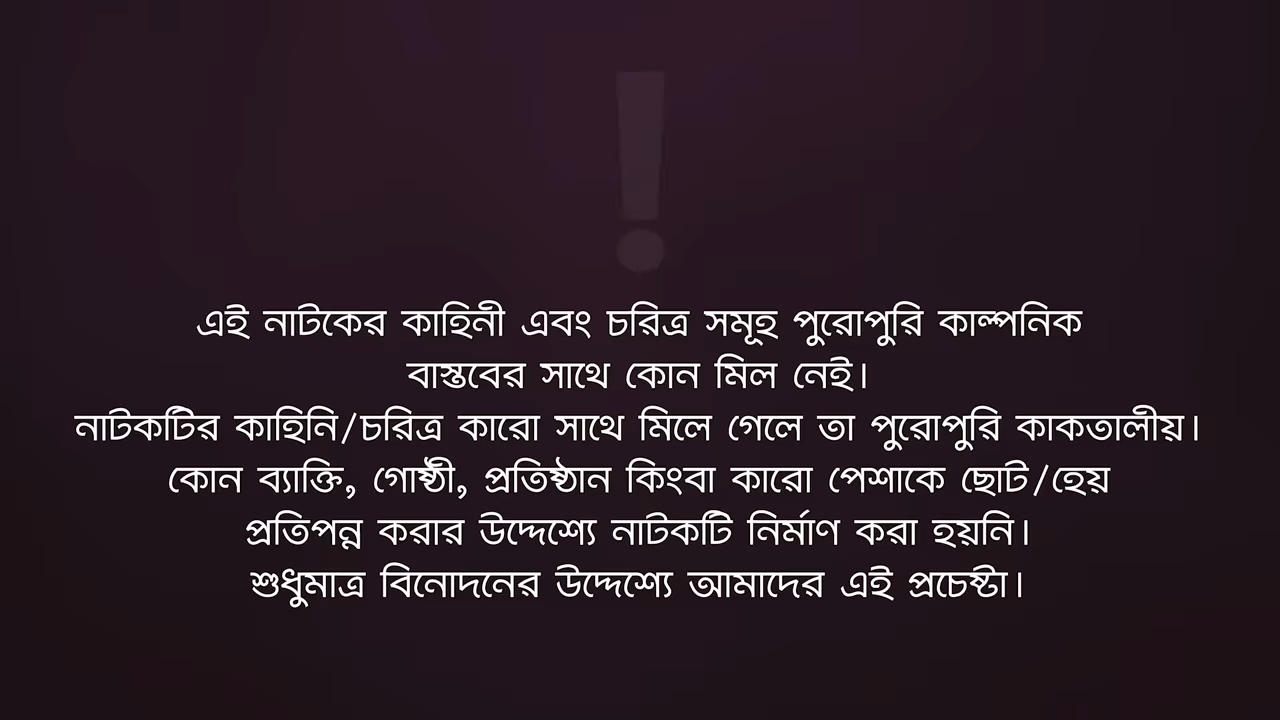 এই নাটকের কাহিনী এবং চরিত্র সমূহ পুরোপুরি কাল্পনিক
বাস্তবের সাথে কোন মিল নেই।
নাটকটির কাহিনি/চরিত্র কারো সাথে মিলে গেলে তা পুরোপুরি কাকতালীয়।
কোন ব্যাক্তি, গোষ্ঠী, প্রতিষ্ঠান কিংবা কারো পেশাকে ছোট/হেয়
প্রতিপন্ন করার উদ্দেশ্যে নাটকটি নির্মাণ করা হয়নি।
শুধুমাত্র বিনোদনের উদ্দেশ্যে আমাদের এই প্রচেষ্টা।